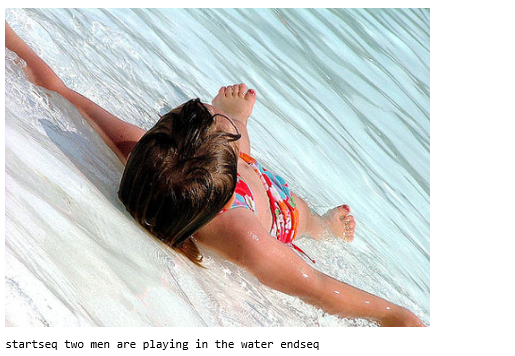 startseq two men are playing in the water endseq